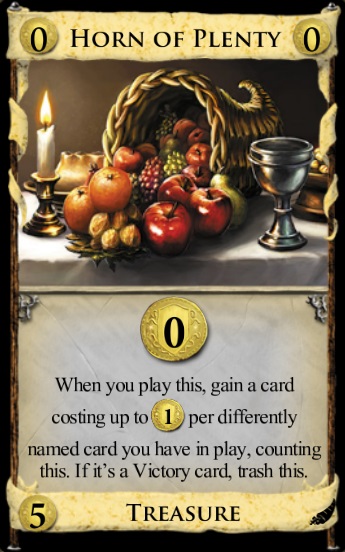 0 HORN OF PLENTY 0
0
When you play this, gain a card
costing up to 1 per differently
named card you have in play, counting
this. If it's a Victory card, trash this.
5 TREASURE